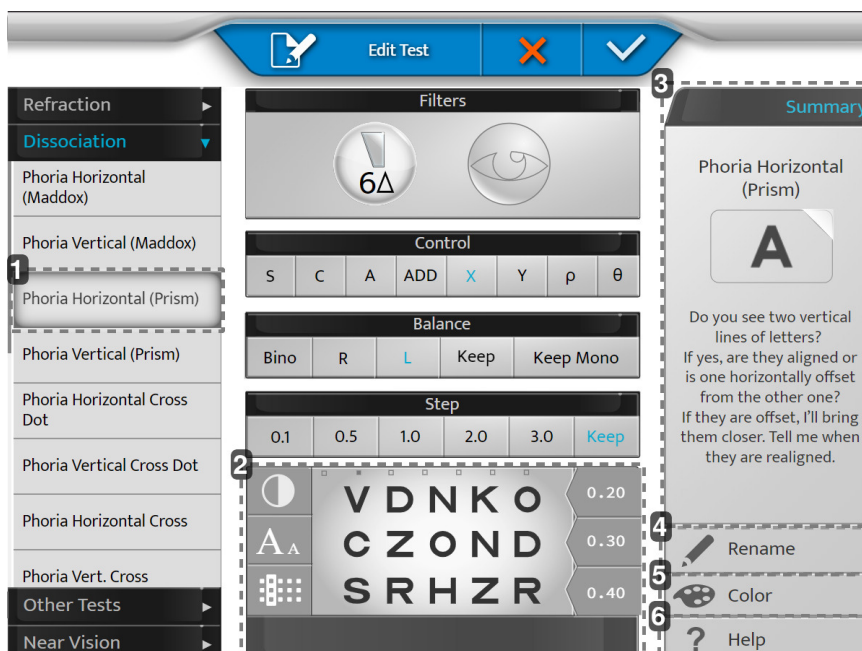 Edit Test
3
Refraction
Dissociation
Phoria Horizontal
(Maddox)
Phoria Vertical (Maddox)
1
Phoria Horizontal (Prism)
Phoria Vertical (Prism)
Phoria Horizontal Cross
Dot
Phoria Vertical Cross Dot
Phoria Horizontal Cross
Phoria Vert. Cross
Other Tests
Near Vision
Filters
6Δ
Control
S C A ADD X Y ρ θ
Balance
Bino R L Keep Keep Mono
Step
0.1 0.5 1.0 2.0 3.0 Keep
2
AA
V D N K O 0.20
C Z O N D 0.30
S R H Z R 0.40
Summary
Phoria Horizontal
(Prism)
A
Do you see two vertical
lines of letters?
If yes, are they aligned or
is one horizontally offset
from the other one?
If they are offset, I'll bring
them closer. Tell me when
they are realigned.
4
Rename
5
Color
6
? Help